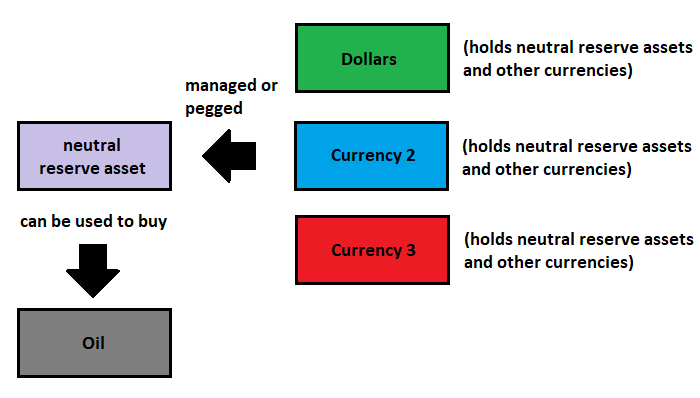 Dollars
(holds neutral reserve assets
and other currencies)
managed or
pegged
neutral
reserve asset
Currency 2
(holds neutral reserve assets
and other currencies)
can be used to buy
Currency 3
(holds neutral reserve assets
and other currencies)
Oil